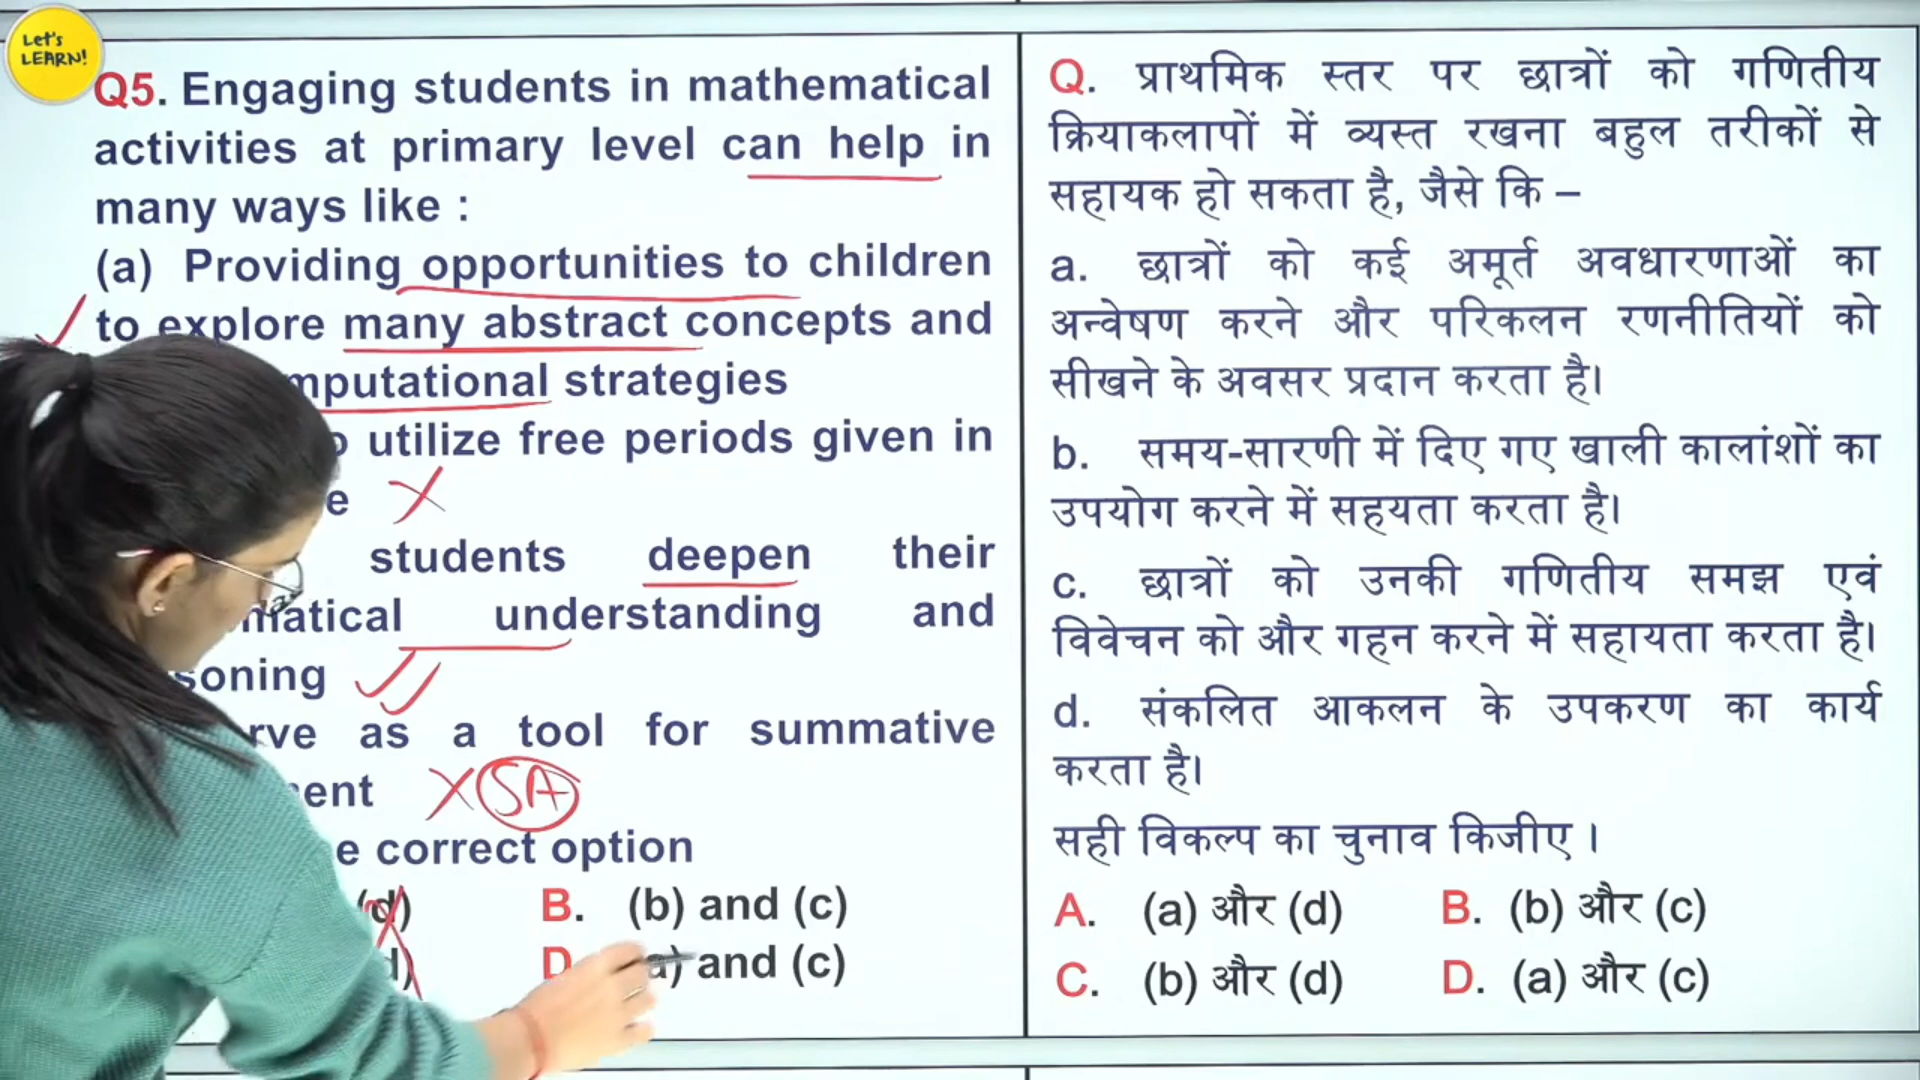 Let's
LEARN!
Q5. Engaging students in mathematical
activities at primary level can help in
many ways like :
(a) Providing opportunities to children
to explore many abstract concepts and
mputational strategies
utilize free periods given in
e
students deepen their
matical understanding and
soning
rve as a tool for summative
ent
SA
e correct option
(d)
B. (b) and (c)
d)
D a) and (c)
Q. प्राथमिक स्तर पर छात्रों को गणितीय
क्रियाकलापों में व्यस्त रखना बहुल तरीकों से
सहायक हो सकता है, जैसे कि –
a. छात्रों को कई अमूर्त अवधारणाओं का
अन्वेषण करने और परिकलन रणनीतियों को
सीखने के अवसर प्रदान करता है।
b. समय-सारणी में दिए गए खाली कालांशों का
उपयोग करने में सहयता करता है।
c. छात्रों को उनकी गणितीय समझ एवं
विवेचन को और गहन करने में सहायता करता है।
d. संकलित आकलन के उपकरण का कार्य
करता है।
सही विकल्प का चुनाव किजीए ।
A. (a) और (d) B. (b) और (c)
C. (b) और (d) D. (a) और (c)